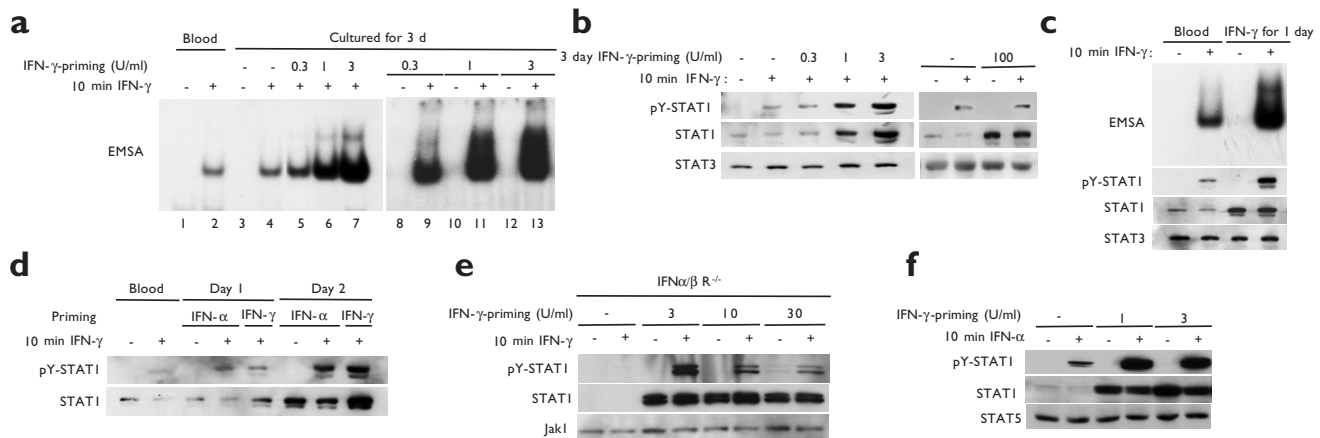 a
Blood
Cultured for 3 d
IFN-γ-priming (U/ml)
- - 0.3 1 3 0.3 1 3
10 min IFN-γ
- + - + + + + - + - + - +
EMSA
1 2 3 4 5 6 7 8 9 10 11 12 13
b
3 day IFN-γ-priming (U/ml)
- - 0.3 1 3 - 100
10 min IFN-γ:
- + + + + - + - +
pY-STAT1
STAT1
STAT3
c
Blood IFN-γ for 1 day
10 min IFN-γ:
- + - +
EMSA
pY-STAT1
STAT1
STAT3
d
Blood Day 1 Day 2
Priming
IFN-α IFN-γ IFN-α IFN-γ
10 min IFN-γ
- + - + + - + +
pY-STAT1
STAT1
e
IFNα/β R-/-
IFN-γ-priming (U/ml)
- 3 10 30
10 min IFN-γ
- + - + - + - +
pY-STAT1
STAT1
Jak1
f
IFN-γ-priming (U/ml)
- 1 3
10 min IFN-α
- + - + - +
pY-STAT1
STAT1
STAT5